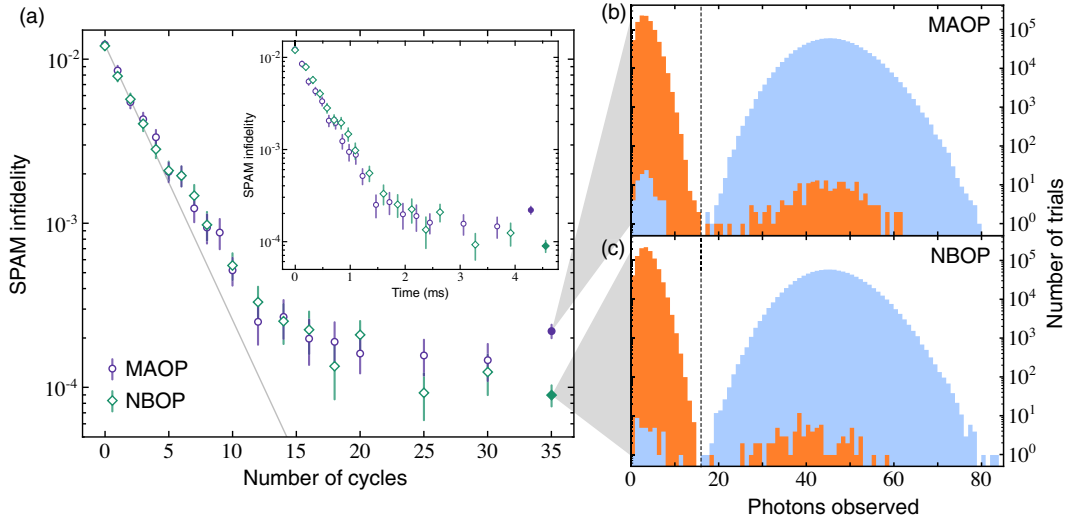 (a)
SPAM infidelity
10⁻²
10⁻³
10⁻⁴
0 5 10 15 20 25 30 35
Number of cycles
MAOP
NBOP
SPAM infidelity
10⁻²
10⁻³
10⁻⁴
0 1 2 3 4
Time (ms)
(b)
MAOP
10⁵
10⁴
10³
10²
10¹
10⁰
(c)
NBOP
10⁵
10⁴
10³
10²
10¹
10⁰
Number of trials
0 20 40 60 80
Photons observed